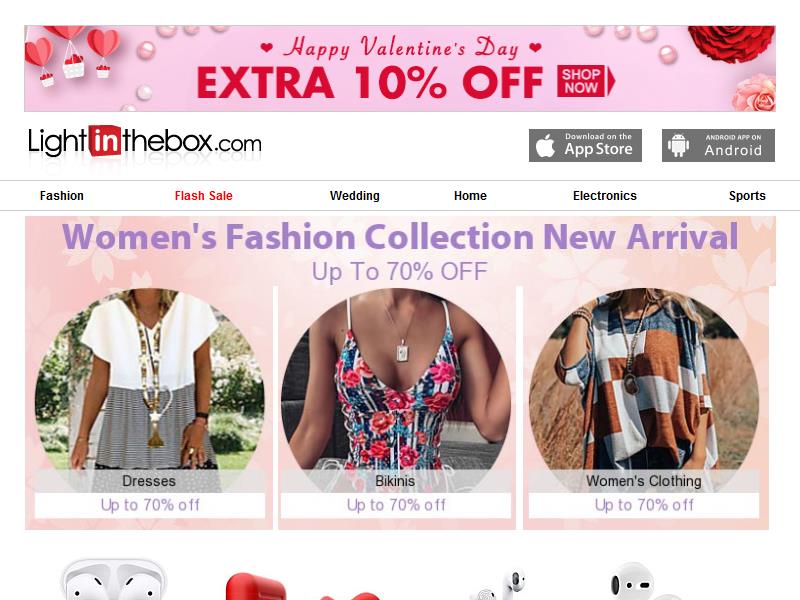 Happy Valentine's Day
EXTRA 10% OFF
SHOP
NOW
Lightinthebox.com
Download on the
App Store
ANDROID APP ON
Android
Fashion
Flash Sale
Wedding
Home
Electronics
Sports
Women's Fashion Collection New Arrival
Up To 70% OFF
Dresses
Bikinis
Women's Clothing
Up to 70% off
Up to 70% off
Up to 70% off